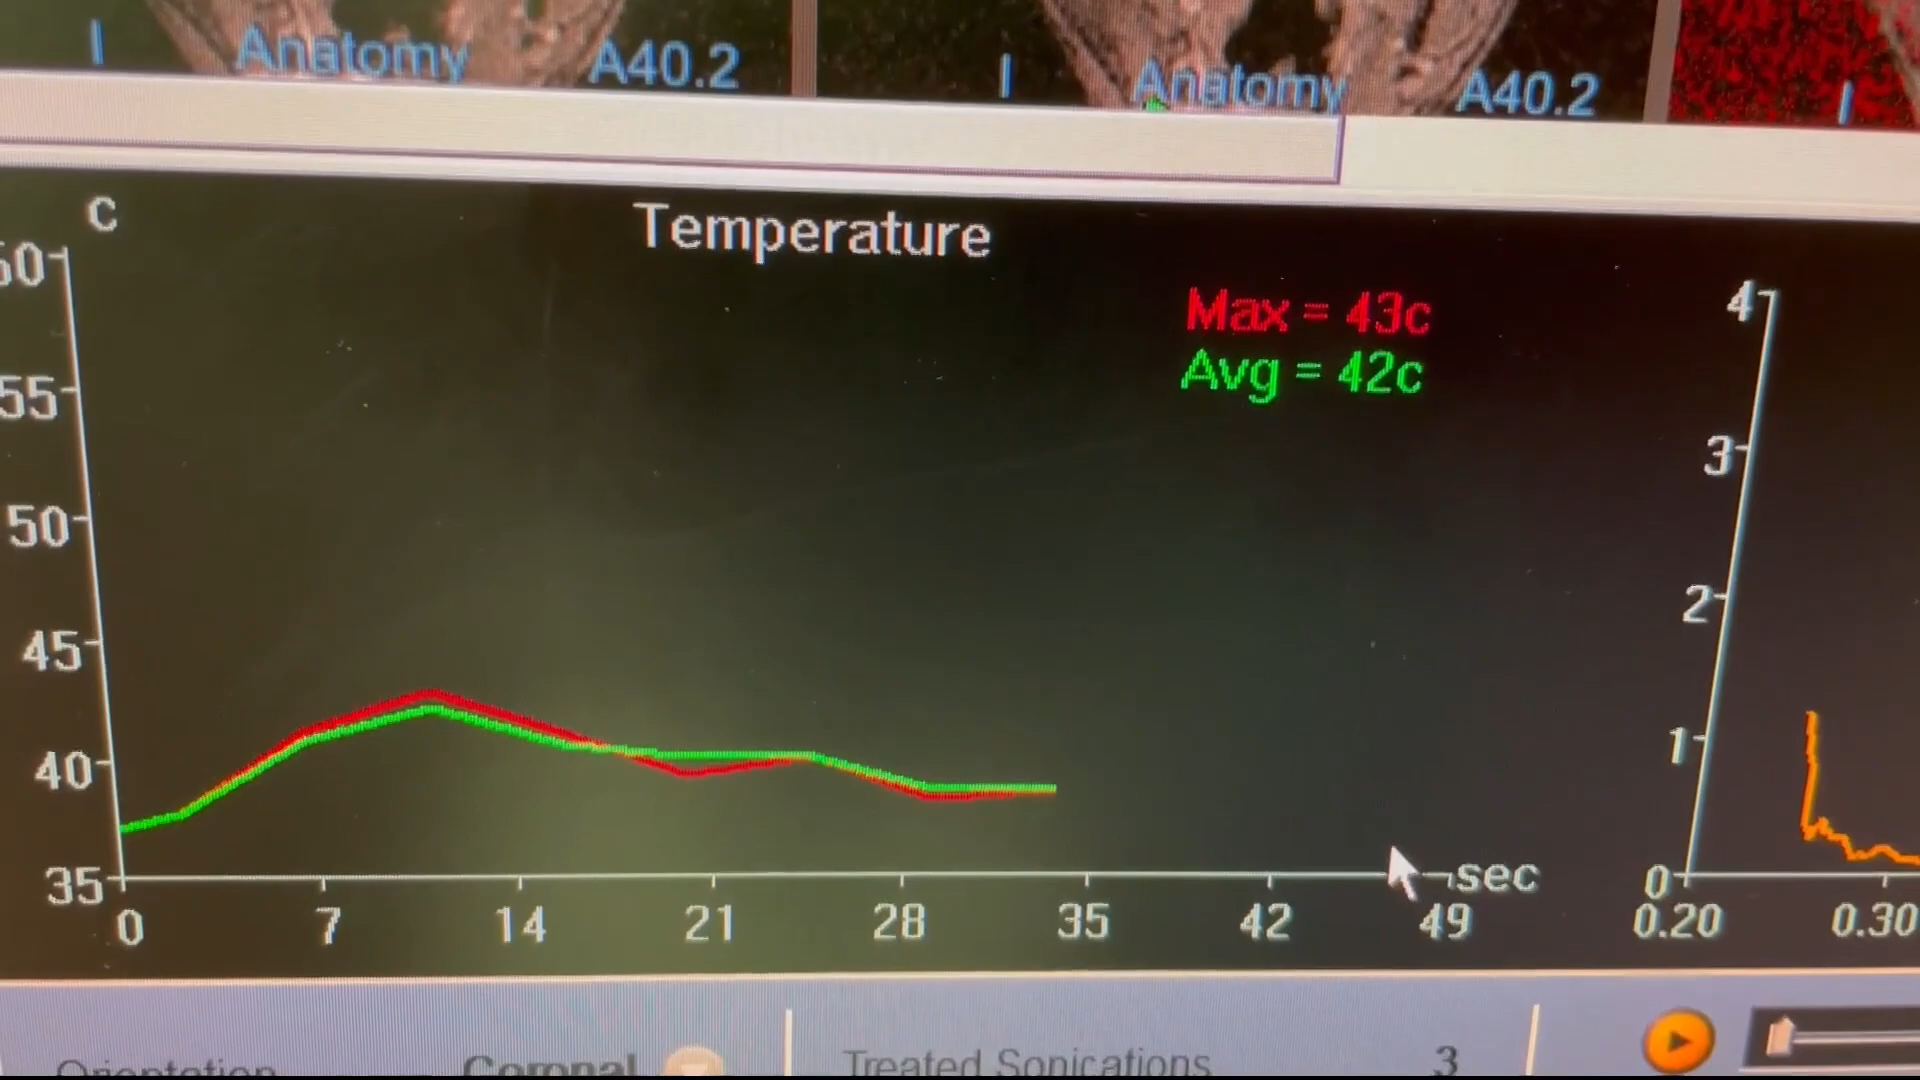 I Anatomy A40.2 I Anatomy A40.2 I
C
Temperature
Max = 43c
Avg = 42c
60
55
50
45
40
35
0 7 14 21 28 35 42 49 sec
4
3
2
1
0
0.20 0.30
Orientation Coronal Treated Sonications 3